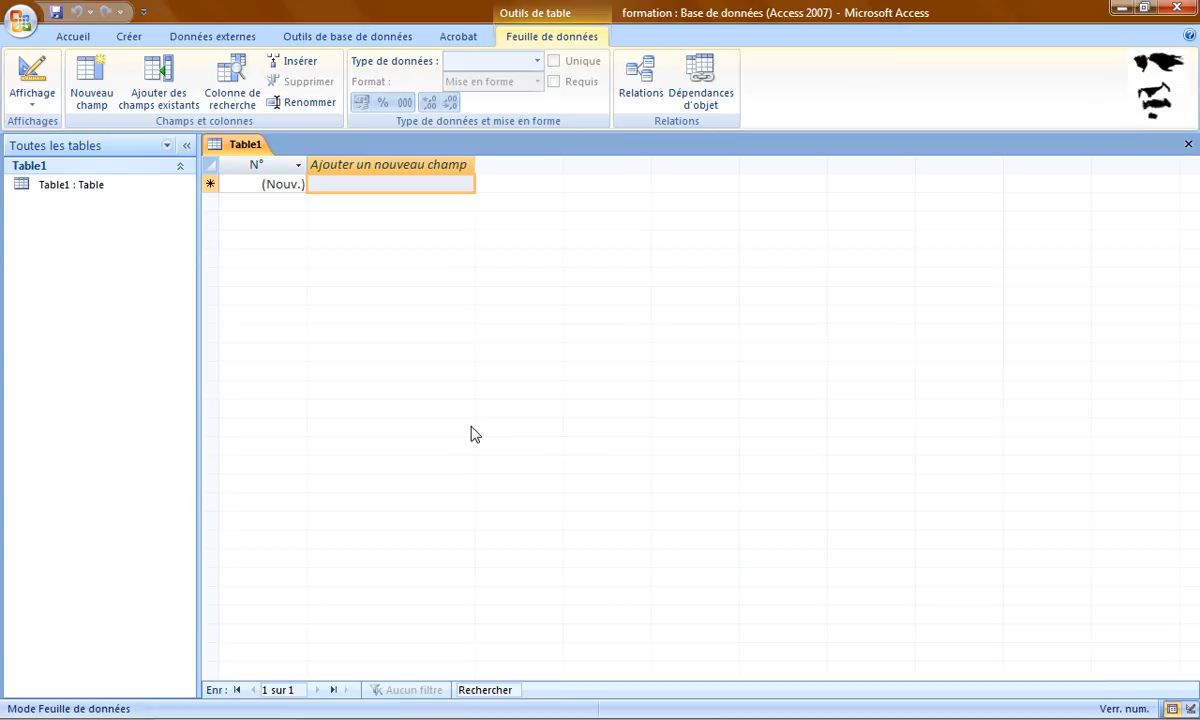 Outils de table
formation : Base de données (Access 2007) - Microsoft Access
Accueil
Créer
Données externes
Outils de base de données
Acrobat
Feuille de données
Affichage
Nouveau champ
Ajouter des champs existants
Colonne de recherche
Insérer
Supprimer
Renommer
Type de données :
Unique
Format :
Mise en forme
Requis
% 000
,00
,00
Relations
Dépendances d'objet
Affichages
Champs et colonnes
Type de données et mise en forme
Relations
Toutes les tables
«
Table1
Table1
Table1 : Table
N°
Ajouter un nouveau champ
(Nouv.)
Enr :
1 sur 1
Aucun filtre
Rechercher
Mode Feuille de données
Verr. num.